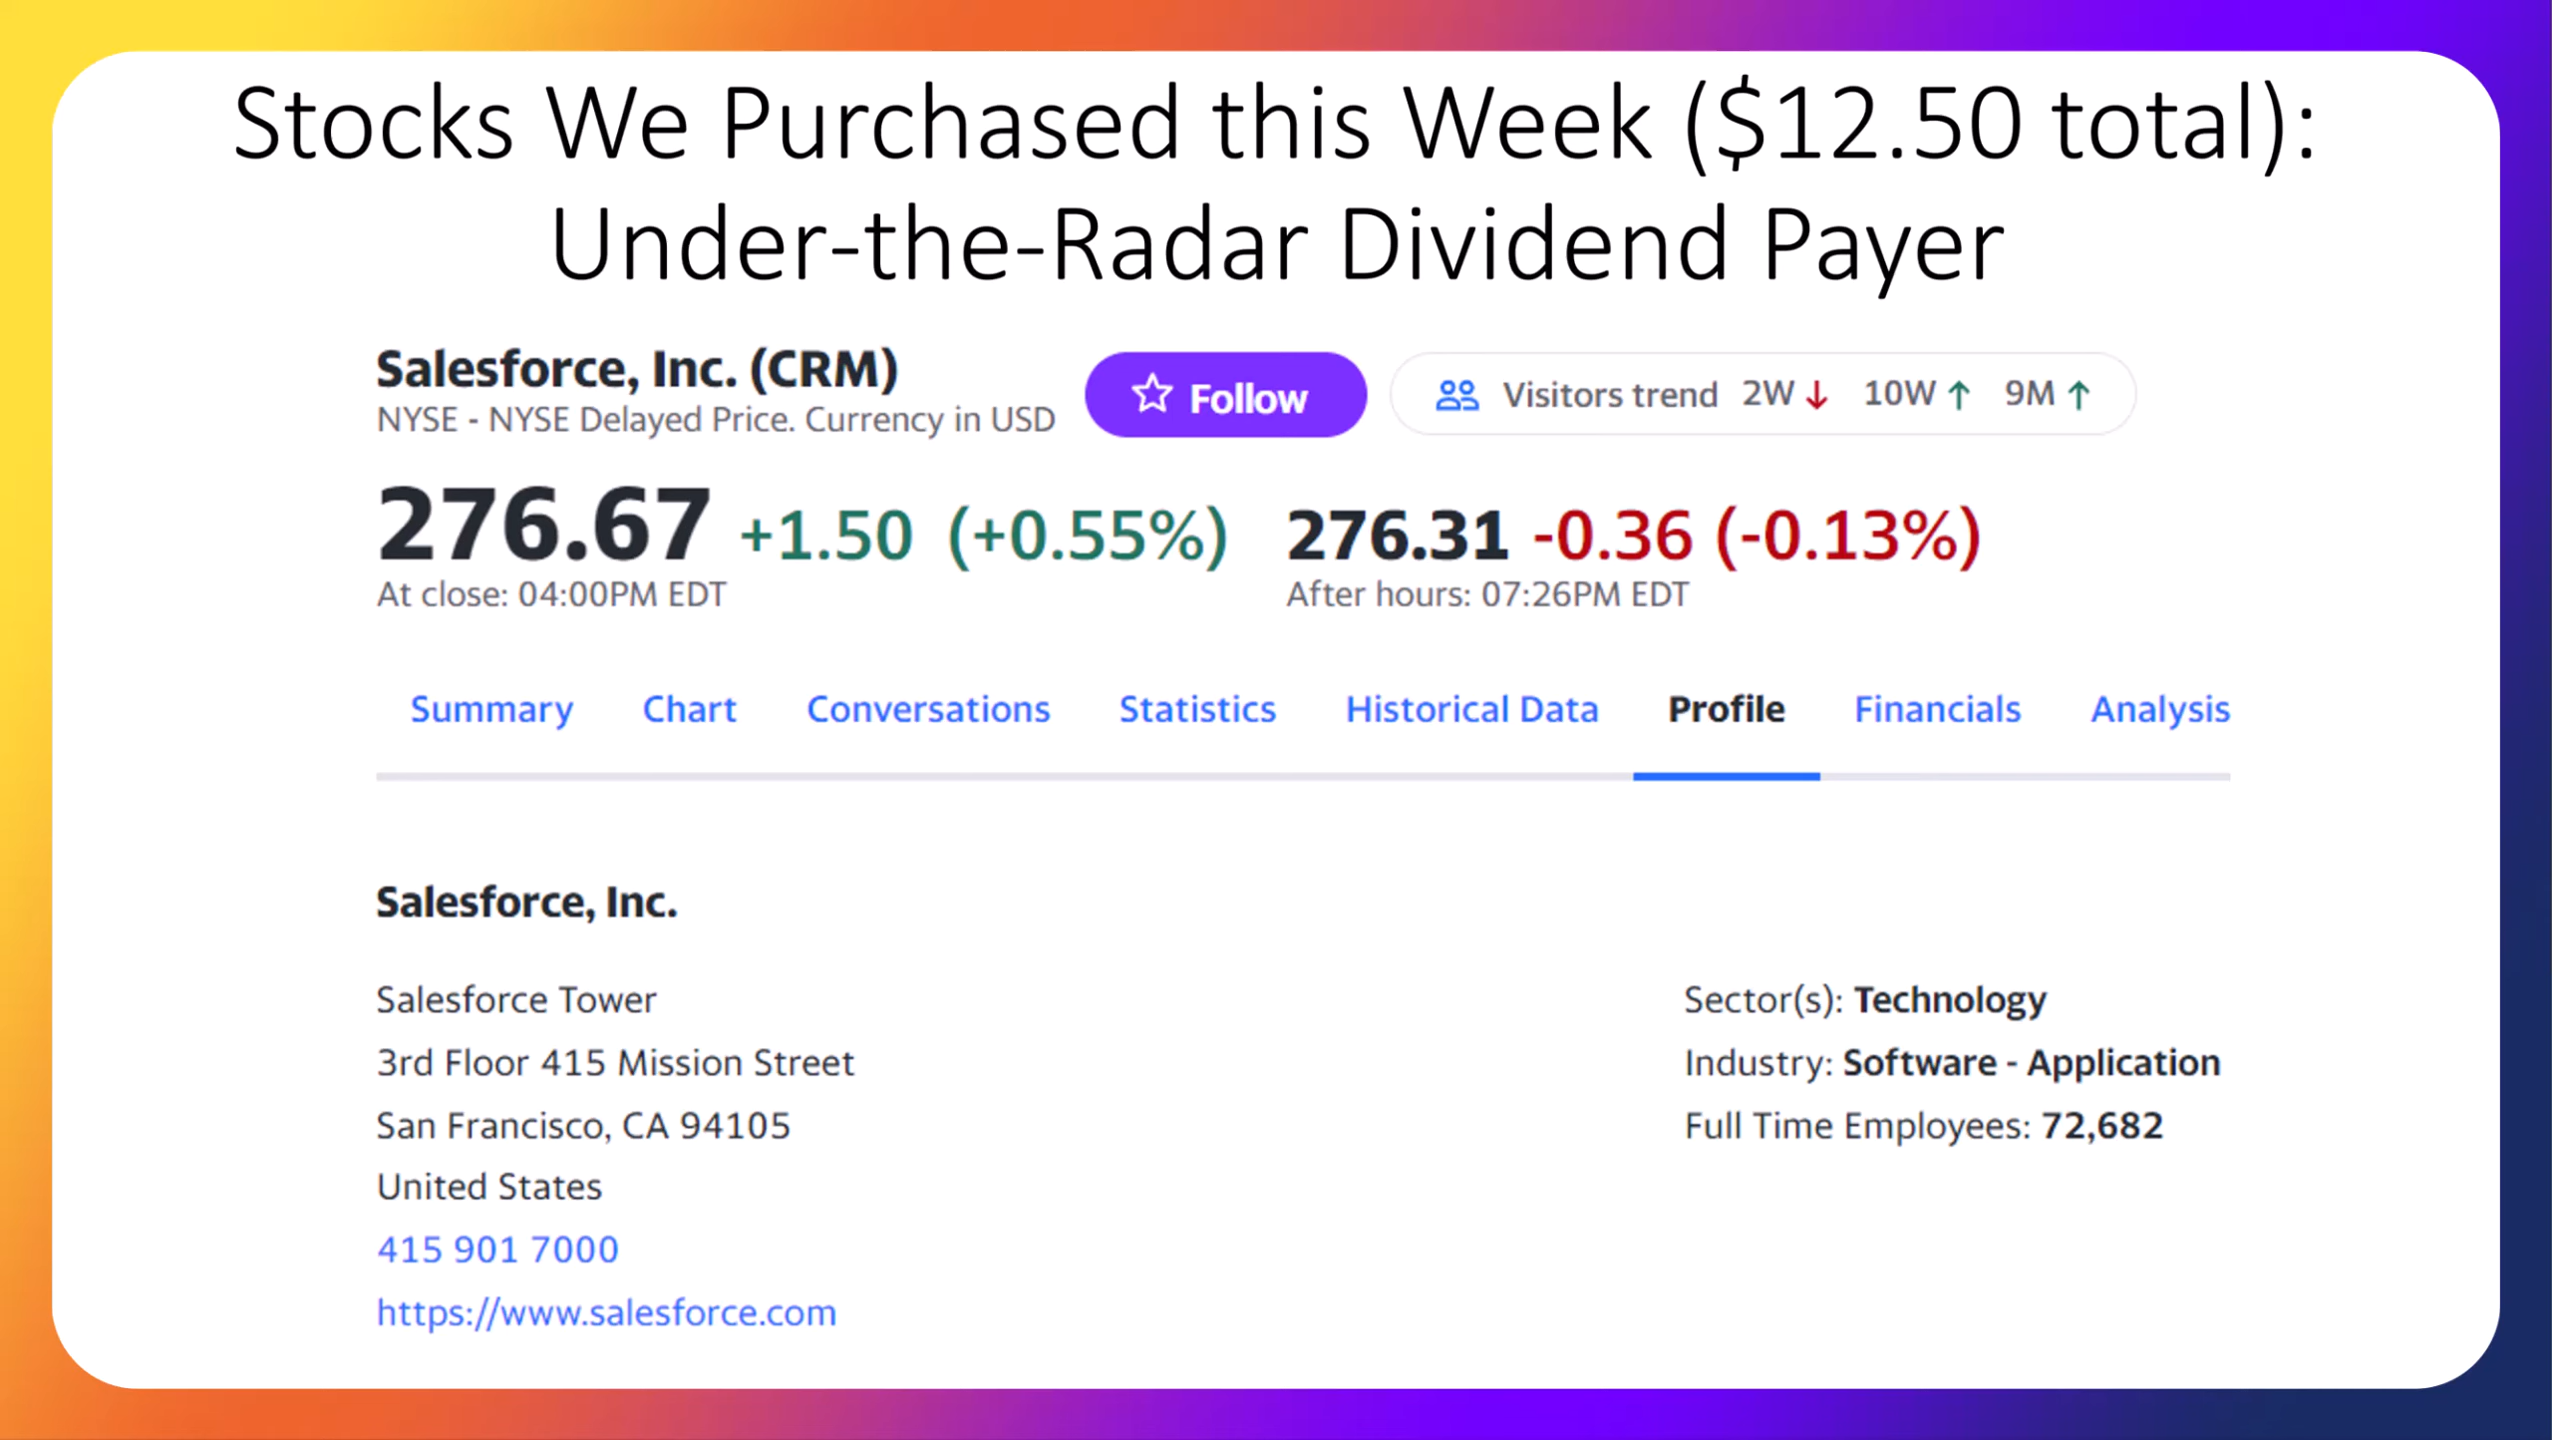 Stocks We Purchased this Week ($12.50 total):
Under-the-Radar Dividend Payer
Salesforce, Inc. (CRM)
NYSE - NYSE Delayed Price. Currency in USD
Follow
Visitors trend 2W ↓ 10W ↑ 9M ↑
276.67 +1.50 (+0.55%)
At close: 04:00PM EDT
276.31 -0.36 (-0.13%)
After hours: 07:26PM EDT
Summary Chart Conversations Statistics Historical Data Profile Financials Analysis
Salesforce, Inc.
Salesforce Tower
3rd Floor 415 Mission Street
San Francisco, CA 94105
United States
415 901 7000
https://www.salesforce.com
Sector(s): Technology
Industry: Software - Application
Full Time Employees: 72,682